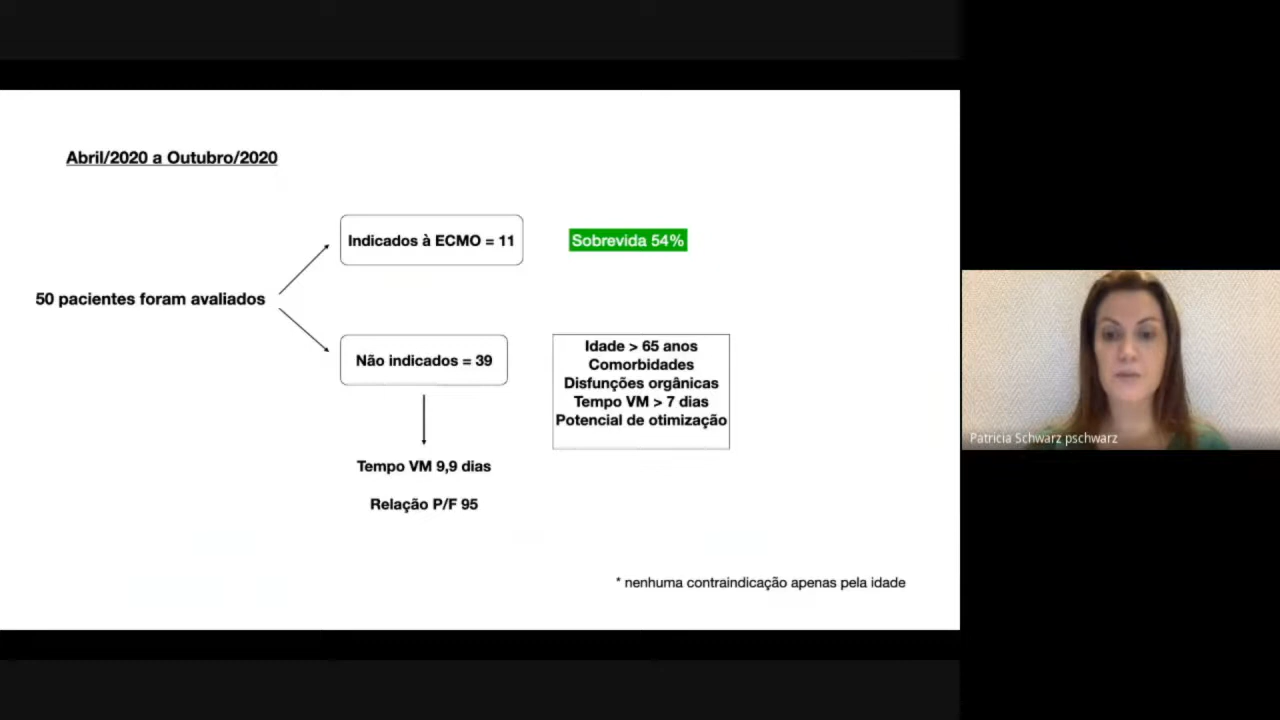 Abril/2020 a Outubro/2020
Indicados à ECMO = 11
Sobrevida 54%
50 pacientes foram avaliados
Não indicados = 39
Idade > 65 anos
Comorbidades
Disfunções orgânicas
Tempo VM > 7 dias
Potencial de otimização
Tempo VM 9,9 dias
Relação P/F 95
* nenhuma contraindicação apenas pela idade
Patricia Schwarz pschwarz